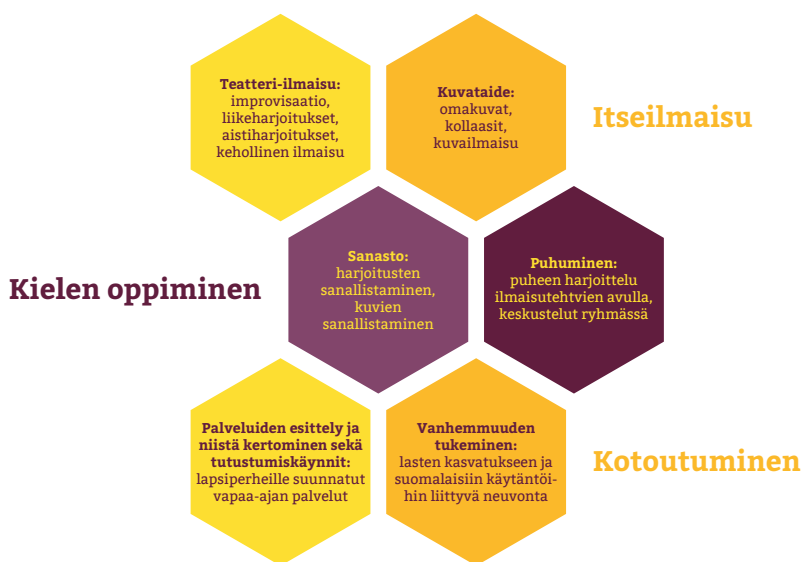 Teatteri-ilmaisu:
improvisaatio,
liikeharjoitukset,
aistiharjoitukset,
kehollinen ilmaisu
Kuvataide:
omakuvat,
kollaasit,
kuvailmaisu
Itseilmaisu
Kielen oppiminen
Sanasto:
harjoitusten
sanallistaminen,
kuvien
sanallistaminen
Puhuminen:
puheen harjoittelu
ilmaisutehtvien avulla,
keskustelut ryhmässä
Palveluiden esittely ja
niistä kertominen sekä
tutustumiskäynnit:
lapsiperheille suunnatut
vapaa-ajan palvelut
Vanhemmuuden
tukeminen:
lasten kasvatukseen ja
suomalaisiin käytäntöi-
hin liittyvä neuvonta
Kotoutuminen